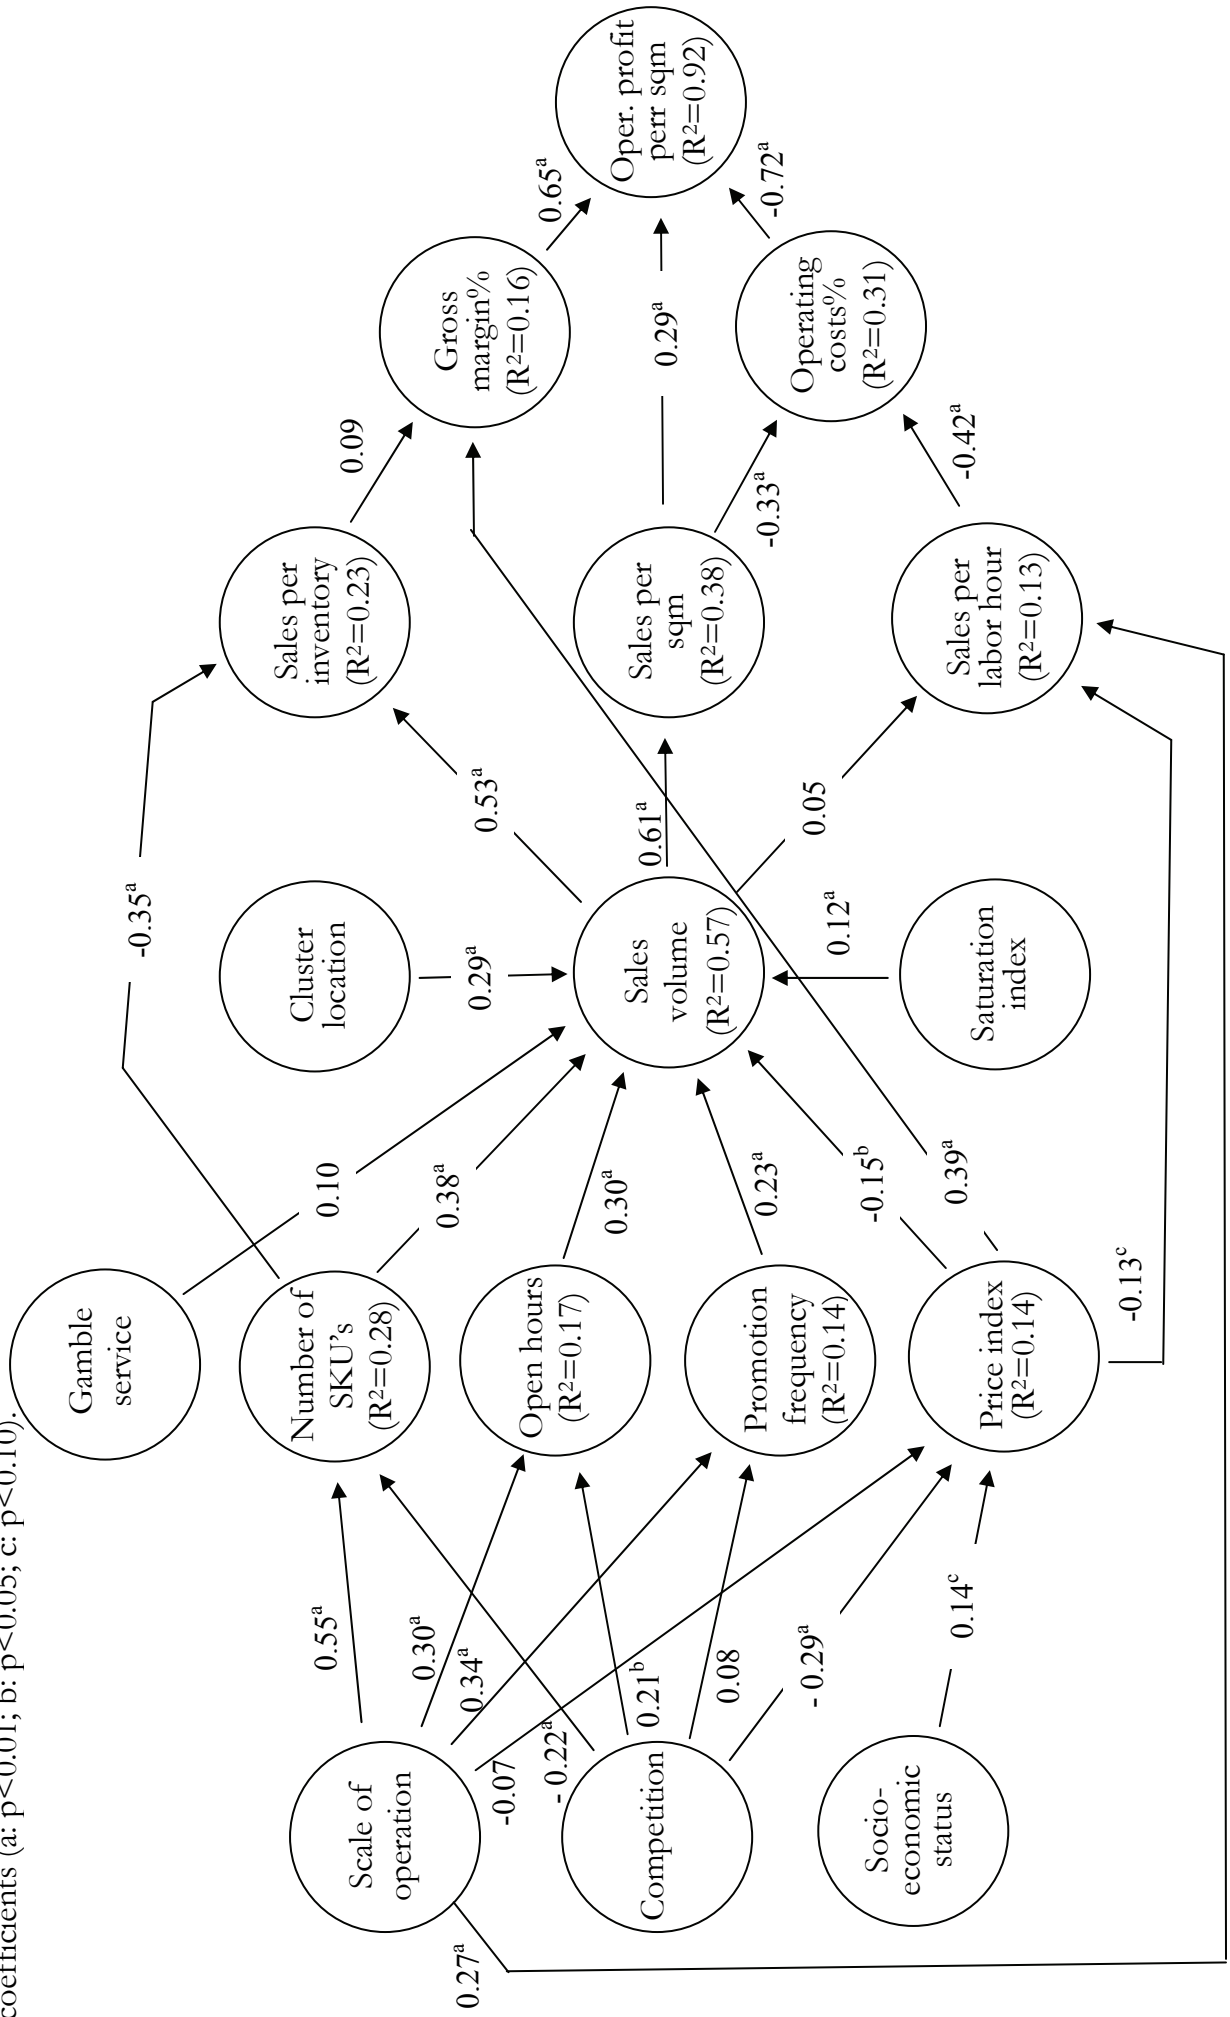 coefficients (a: p<0.01; b: p<0.05; c: p<0.10).
Gamble
service
Number of
SKU's
(R²=0.28)
Open hours
(R²=0.17)
Promotion
frequency
(R²=0.14)
Price index
(R²=0.14)
Scale of
operation
Competition
Socio-
economic
status
Cluster
location
Sales
volume
(R²=0.57)
Saturation
index
Sales per
inventory
(R²=0.23)
Sales per
sqm
(R²=0.38)
Sales per
labor hour
(R²=0.13)
Gross
margin%
(R²=0.16)
Operating
costs%
(R²=0.31)
Oper. profit
perr sqm
(R²=0.92)
0.55ᵃ
0.30ᵃ
0.34ᵃ
-0.07
- 0.22ᵃ
0.21ᵇ
0.08
- 0.29ᵃ
0.14ᶜ
0.27ᵃ
-0.35ᵃ
0.10
0.38ᵃ
0.30ᵃ
0.23ᵃ
-0.15ᵇ
0.39ᵃ
-0.13ᶜ
0.29ᵃ
0.12ᵃ
0.53ᵃ
0.61ᵃ
0.05
0.09
-0.33ᵃ
-0.42ᵃ
0.65ᵃ
0.29ᵃ
-0.72ᵃ